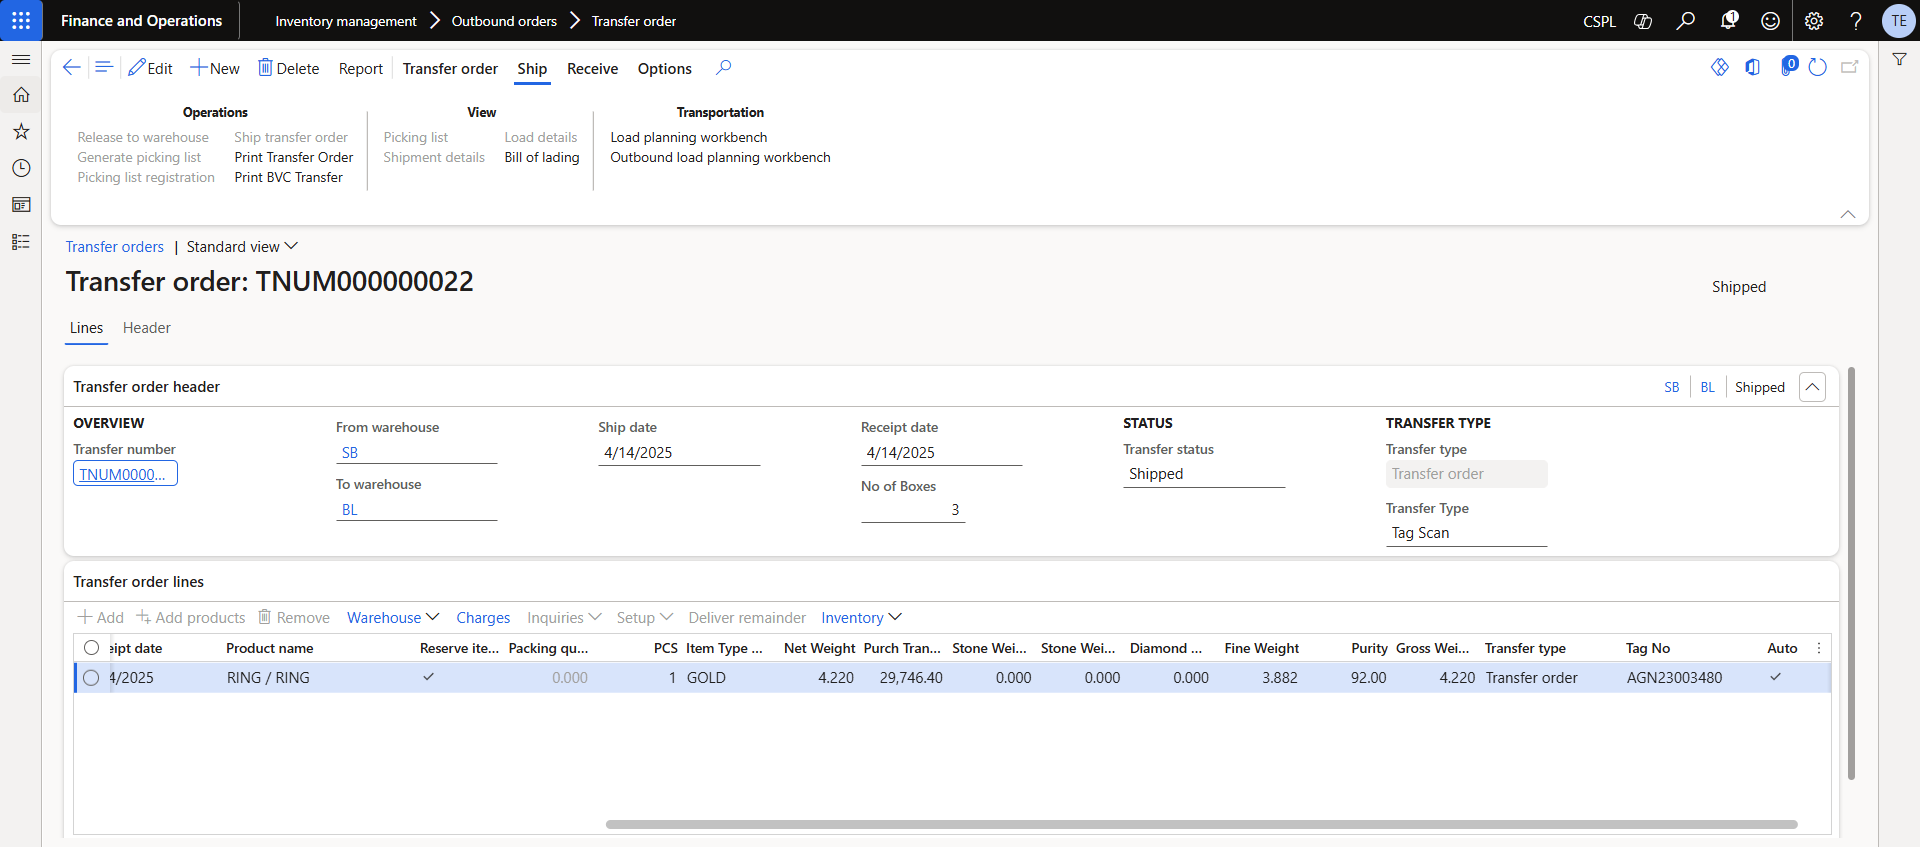 Finance and Operations
Inventory management > Outbound orders > Transfer order
CSPL
1
TE
Edit
New
Delete
Report
Transfer order
Ship
Receive
Options
0
Operations
Release to warehouse
Generate picking list
Picking list registration
Ship transfer order
Print Transfer Order
Print BVC Transfer
View
Picking list
Shipment details
Load details
Bill of lading
Transportation
Load planning workbench
Outbound load planning workbench
Transfer orders | Standard view
Transfer order: TNUM000000022
Shipped
Lines
Header
Transfer order header
SB
BL
Shipped
OVERVIEW
Transfer number
TNUM0000...
From warehouse
SB
To warehouse
BL
Ship date
4/14/2025
Receipt date
4/14/2025
No of Boxes
3
STATUS
Transfer status
Shipped
TRANSFER TYPE
Transfer type
Transfer order
Transfer Type
Tag Scan
Transfer order lines
Add
Add products
Remove
Warehouse
Charges
Inquiries
Setup
Deliver remainder
Inventory
eipt date Product name Reserve ite... Packing qu... PCS Item Type ... Net Weight Purch Tran... Stone Wei... Stone Wei... Diamond ... Fine Weight Purity Gross Wei... Transfer type Tag No Auto
4/2025 RING / RING 0.000 1 GOLD 4.220 29,746.40 0.000 0.000 0.000 3.882 92.00 4.220 Transfer order AGN23003480